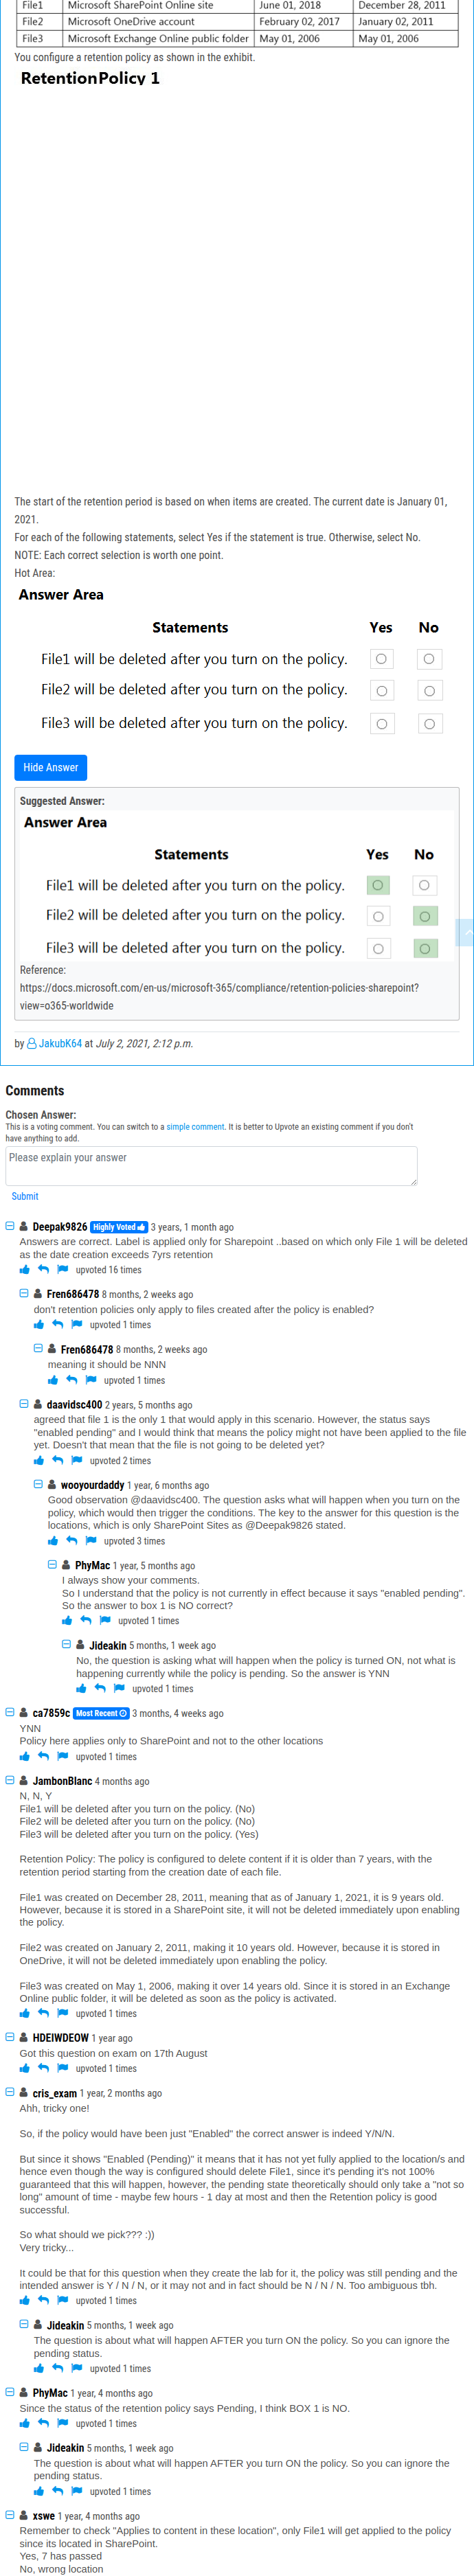 File1 Microsoft SharePoint Online site June 01, 2018 December 28, 2011
File2 Microsoft OneDrive account February 02, 2017 January 02, 2011
File3 Microsoft Exchange Online public folder May 01, 2006 May 01, 2006
You configure a retention policy as shown in the exhibit.
RetentionPolicy 1
The start of the retention period is based on when items are created. The current date is January 01,
2021.
For each of the following statements, select Yes if the statement is true. Otherwise, select No.
NOTE: Each correct selection is worth one point.
Hot Area:
Answer Area
Statements Yes No
File1 will be deleted after you turn on the policy.
File2 will be deleted after you turn on the policy.
File3 will be deleted after you turn on the policy.
Hide Answer
Suggested Answer:
Answer Area
Statements Yes No
File1 will be deleted after you turn on the policy.
File2 will be deleted after you turn on the policy.
File3 will be deleted after you turn on the policy.
Reference:
https://docs.microsoft.com/en-us/microsoft-365/compliance/retention-policies-sharepoint?
view=o365-worldwide
by JakubK64 at July 2, 2021, 2:12 p.m.
Comments
Chosen Answer:
This is a voting comment. You can switch to a simple comment. It is better to Upvote an existing comment if you don't
have anything to add.
Please explain your answer
Submit
Deepak9826 Highly Voted 3 years, 1 month ago
Answers are correct. Label is applied only for Sharepoint ..based on which only File 1 will be deleted
as the date creation exceeds 7yrs retention
upvoted 16 times
Fren686478 8 months, 2 weeks ago
don't retention policies only apply to files created after the policy is enabled?
upvoted 1 times
Fren686478 8 months, 2 weeks ago
meaning it should be NNN
upvoted 1 times
daavidsc400 2 years, 5 months ago
agreed that file 1 is the only 1 that would apply in this scenario. However, the status says
"enabled pending" and I would think that means the policy might not have been applied to the file
yet. Doesn't that mean that the file is not going to be deleted yet?
upvoted 2 times
wooyourdaddy 1 year, 6 months ago
Good observation @daavidsc400. The question asks what will happen when you turn on the
policy, which would then trigger the conditions. The key to the answer for this question is the
locations, which is only SharePoint Sites as @Deepak9826 stated.
upvoted 3 times
PhyMac 1 year, 5 months ago
I always show your comments.
So I understand that the policy is not currently in effect because it says "enabled pending".
So the answer to box 1 is NO correct?
upvoted 1 times
Jideakin 5 months, 1 week ago
No, the question is asking what will happen when the policy is turned ON, not what is
happening currently while the policy is pending. So the answer is YNN
upvoted 1 times
ca7859c Most Recent 3 months, 4 weeks ago
YNN
Policy here applies only to SharePoint and not to the other locations
upvoted 1 times
JambonBlanc 4 months ago
N, N, Y
File1 will be deleted after you turn on the policy. (No)
File2 will be deleted after you turn on the policy. (No)
File3 will be deleted after you turn on the policy. (Yes)
Retention Policy: The policy is configured to delete content if it is older than 7 years, with the
retention period starting from the creation date of each file.
File1 was created on December 28, 2011, meaning that as of January 1, 2021, it is 9 years old.
However, because it is stored in a SharePoint site, it will not be deleted immediately upon enabling
the policy.
File2 was created on January 2, 2011, making it 10 years old. However, because it is stored in
OneDrive, it will not be deleted immediately upon enabling the policy.
File3 was created on May 1, 2006, making it over 14 years old. Since it is stored in an Exchange
Online public folder, it will be deleted as soon as the policy is activated.
upvoted 1 times
HDEIWDEOW 1 year ago
Got this question on exam on 17th August
upvoted 1 times
cris_exam 1 year, 2 months ago
Ahh, tricky one!
So, if the policy would have been just "Enabled" the correct answer is indeed Y/N/N.
But since it shows "Enabled (Pending)" it means that it has not yet fully applied to the location/s and
hence even though the way is configured should delete File1, since it's pending it's not 100%
guaranteed that this will happen, however, the pending state theoretically should only take a "not so
long" amount of time - maybe few hours - 1 day at most and then the Retention policy is good
successful.
So what should we pick??? :))
Very tricky...
It could be that for this question when they create the lab for it, the policy was still pending and the
intended answer is Y / N / N, or it may not and in fact should be N / N / N. Too ambiguous tbh.
upvoted 1 times
Jideakin 5 months, 1 week ago
The question is about what will happen AFTER you turn ON the policy. So you can ignore the
pending status.
upvoted 1 times
PhyMac 1 year, 4 months ago
Since the status of the retention policy says Pending, I think BOX 1 is NO.
upvoted 1 times
Jideakin 5 months, 1 week ago
The question is about what will happen AFTER you turn ON the policy. So you can ignore the
pending status.
upvoted 1 times
xswe 1 year, 4 months ago
Remember to check "Applies to content in these location", only File1 will get applied to the policy
since its located in SharePoint.
Yes, 7 has passed
No, wrong location